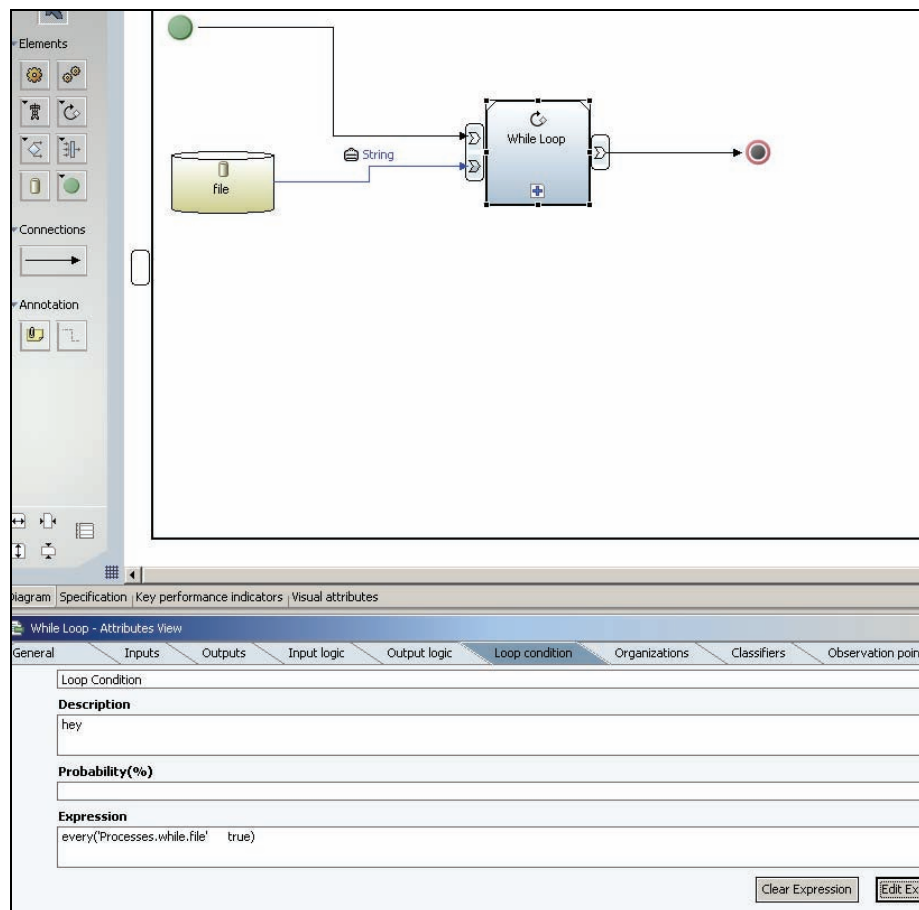 Elements
Connections
Annotation
file
String
While Loop
Diagram Specification Key performance indicators Visual attributes
While Loop - Attributes View
General Inputs Outputs Input logic Output logic Loop condition Organizations Classifiers Observation poin
Loop Condition
Description
hey
Probability(%)
Expression
every('Processes.while.file' true)
Clear Expression Edit Ex